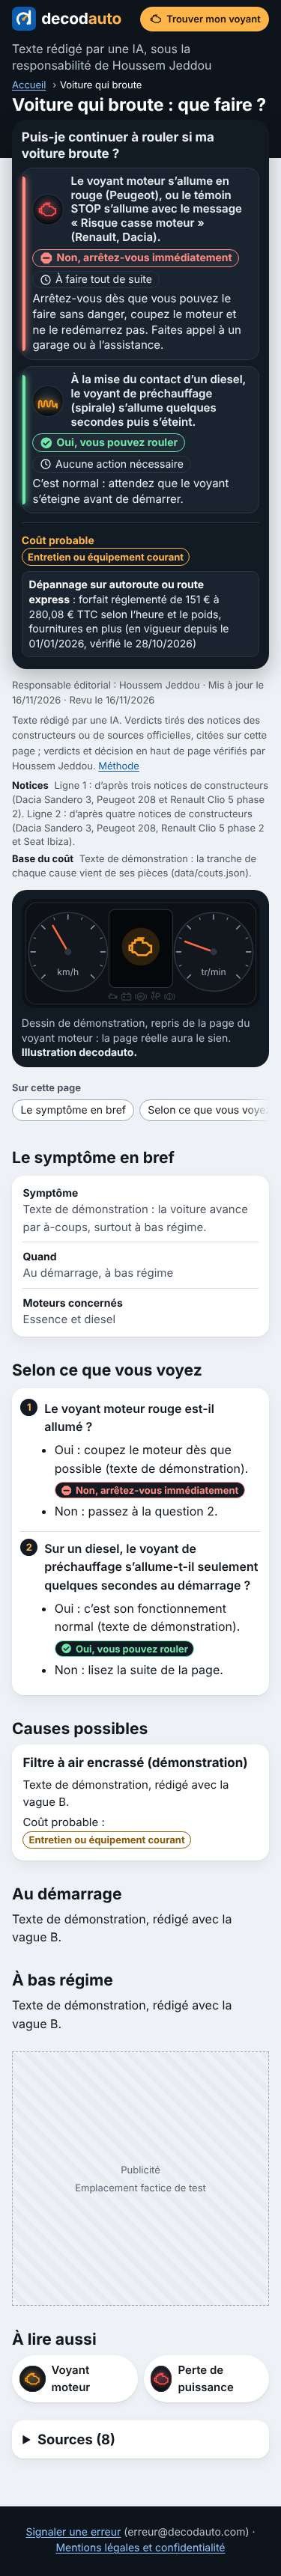 decodauto
Trouver mon voyant
Texte rédigé par une IA, sous la
responsabilité de Houssem Jeddou
Accueil › Voiture qui broute
Voiture qui broute : que faire ?
Puis-je continuer à rouler si ma
voiture broute ?
Le voyant moteur s’allume en
rouge (Peugeot), ou le témoin
STOP s’allume avec le message
« Risque casse moteur »
(Renault, Dacia).
Non, arrêtez-vous immédiatement
À faire tout de suite
Arrêtez-vous dès que vous pouvez le
faire sans danger, coupez le moteur et
ne le redémarrez pas. Faites appel à un
garage ou à l’assistance.
À la mise du contact d’un diesel,
le voyant de préchauffage
(spirale) s’allume quelques
secondes puis s’éteint.
Oui, vous pouvez rouler
Aucune action nécessaire
C’est normal : attendez que le voyant
s’éteigne avant de démarrer.
Coût probable
Entretien ou équipement courant
Dépannage sur autoroute ou route
express : forfait réglementé de 151 € à
280,08 € TTC selon l’heure et le poids,
fournitures en plus (en vigueur depuis le
01/01/2026, vérifié le 28/10/2026)
Responsable éditorial : Houssem Jeddou · Mis à jour le
16/11/2026 · Revu le 16/11/2026
Texte rédigé par une IA. Verdicts tirés des notices des
constructeurs ou de sources officielles, citées sur cette
page ; verdicts et décision en haut de page vérifiés par
Houssem Jeddou. Méthode
Notices Ligne 1 : d’après trois notices de constructeurs
(Dacia Sandero 3, Peugeot 208 et Renault Clio 5 phase
2). Ligne 2 : d’après quatre notices de constructeurs
(Dacia Sandero 3, Peugeot 208, Renault Clio 5 phase 2
et Seat Ibiza).
Base du coût Texte de démonstration : la tranche de
chaque cause vient de ses pièces (data/couts.json).
km/h
tr/min
Dessin de démonstration, repris de la page du
voyant moteur : la page réelle aura le sien.
Illustration decodauto.
Sur cette page
Le symptôme en bref
Selon ce que vous voyez
Le symptôme en bref
Symptôme
Texte de démonstration : la voiture avance
par à-coups, surtout à bas régime.
Quand
Au démarrage, à bas régime
Moteurs concernés
Essence et diesel
Selon ce que vous voyez
1 Le voyant moteur rouge est-il
allumé ?
• Oui : coupez le moteur dès que
possible (texte de démonstration).
Non, arrêtez-vous immédiatement
• Non : passez à la question 2.
2 Sur un diesel, le voyant de
préchauffage s’allume-t-il seulement
quelques secondes au démarrage ?
• Oui : c’est son fonctionnement
normal (texte de démonstration).
Oui, vous pouvez rouler
• Non : lisez la suite de la page.
Causes possibles
Filtre à air encrassé (démonstration)
Texte de démonstration, rédigé avec la
vague B.
Coût probable :
Entretien ou équipement courant
Au démarrage
Texte de démonstration, rédigé avec la
vague B.
À bas régime
Texte de démonstration, rédigé avec la
vague B.
Publicité
Emplacement factice de test
À lire aussi
Voyant
moteur
Perte de
puissance
Sources (8)
Signaler une erreur (erreur@decodauto.com) ·
Mentions légales et confidentialité